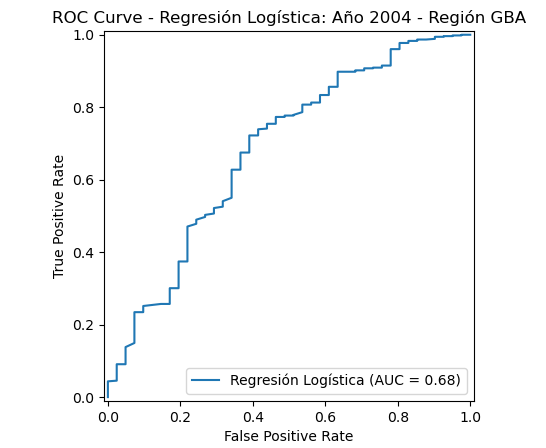 ROC Curve - Regresión Logística: Año 2004 - Región GBA
True Positive Rate
1.0
0.8
0.6
0.4
0.2
0.0
Regresión Logística (AUC = 0.68)
0.0 0.2 0.4 0.6 0.8 1.0
False Positive Rate